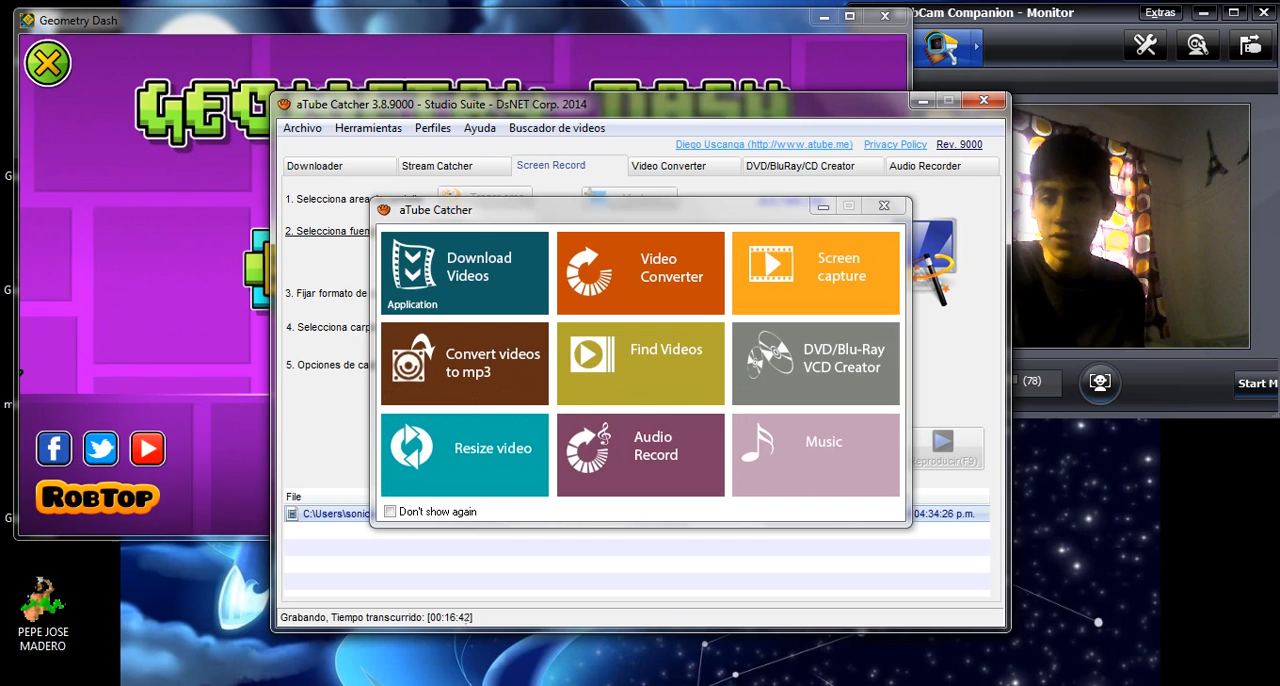 Geometry Dash
Cam Companion - Monitor
Extras
GEOMETRY DASH
aTube Catcher 3.8.9000 - Studio Suite - DsNET Corp. 2014
Archivo Herramientas Perfiles Ayuda Buscador de videos
Diego Uscanga (http://www.atube.me) Privacy Policy Rev. 9000
Downloader Stream Catcher Screen Record Video Converter DVD/BluRay/CD Creator Audio Recorder
1. Selecciona area
2. Selecciona
3. Fijar formato de
4. Selecciona
5. Opciones de
aTube Catcher
Download Videos
Application
Video Converter
Screen capture
Convert videos to mp3
Find Videos
DVD/Blu-Ray VCD Creator
Resize video
Audio Record
Music
Don't show again
(78)
Start M
Reproducir(F9)
File
C:\Users\sonic
04:34:26 p.m.
Grabando, Tiempo transcurrido: [00:16:42]
ROBTOP
PEPE JOSE
MADERO